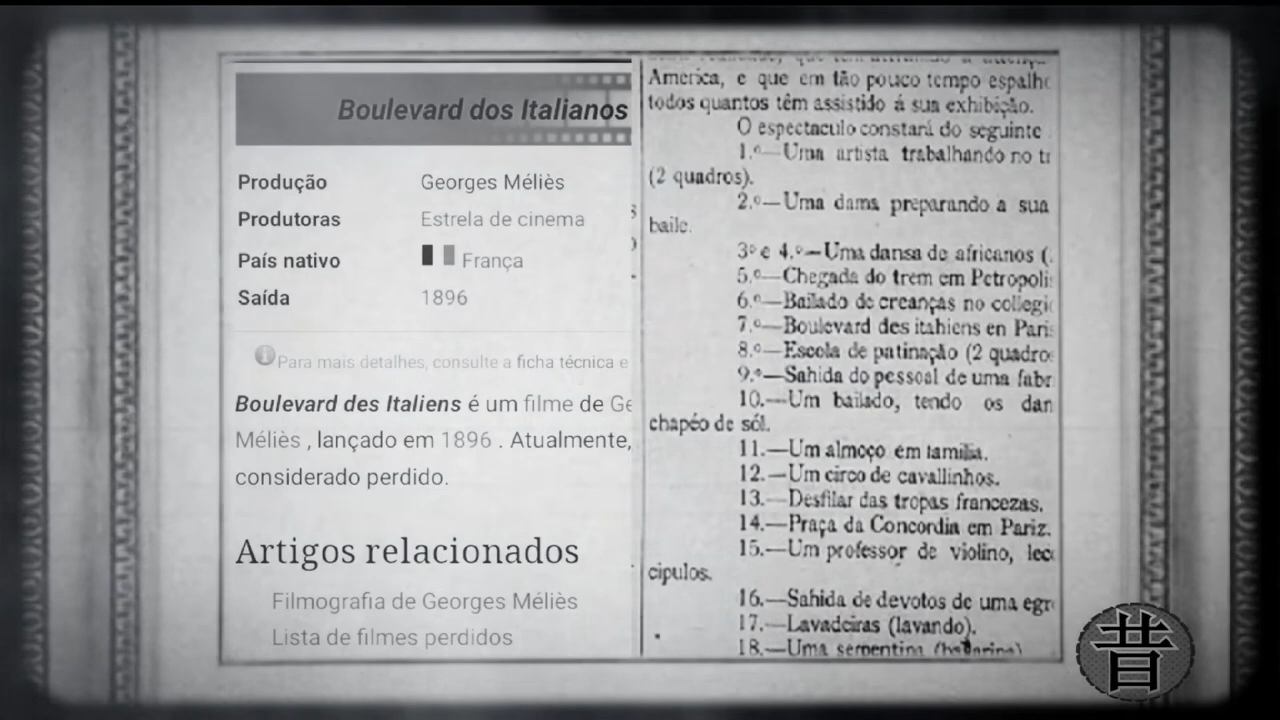 Boulevard dos Italianos
Produção Georges Méliès
Produtoras Estrela de cinema
País nativo França
Saída 1896
Para mais detalhes, consulte a ficha técnica e
Boulevard des Italiens é um filme de Ge
Méliès , lançado em 1896 . Atualmente,
considerado perdido.
Artigos relacionados
Filmografia de Georges Méliès
Lista de filmes perdidos
America, e que em tão pouco tempo espalh
todos quantos têm assistido á sua exhibição.
O espectaculo constará do seguinte
1.º—Uma artista trabalhando no tr
(2 quadros).
2.º—Uma dama preparando a sua
baile.
3º e 4.º—Uma dansa de africanos (
5.º—Chegada do trem em Petropolis
6.º—Bailado de creanças no collegi
7.º—Boulevard des itahiens en Paris
8.º—Escola de patinação (2 quadro
9.º—Sahida do pessoal de uma fabr
10.—Um bailado, tendo os dan
chapéo de sól.
11.—Um almoço em familia.
12.—Um circo de cavallinhos.
13.—Desfilar das tropas francezas.
14.—Praça da Concordia em Pariz.
15.—Um professor de violino, lec
cipulos.
16.—Sahida de devotos de uma egr
17.—Lavadeiras (lavando).
18.—Uma serpentina
昔